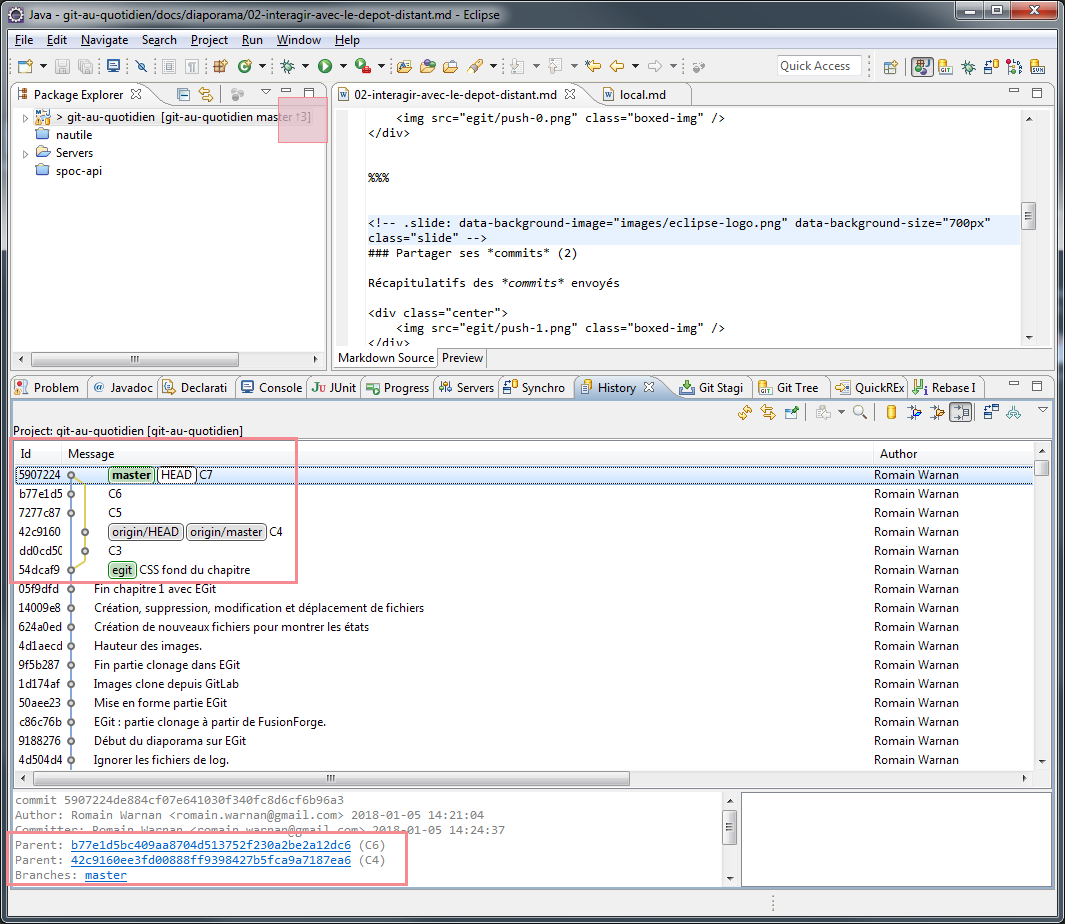 Java - git-au-quotidien/docs/diaporama/02-interagir-avec-le-depot-distant.md - Eclipse
File Edit Navigate Search Project Run Window Help
Quick Access
Package Explorer
> git-au-quotidien [git-au-quotidien master ↑3]
nautile
Servers
spoc-api
02-interagir-avec-le-depot-distant.md local.md
<img src="egit/push-0.png" class="boxed-img" />
</div>
%%%
<!-- .slide: data-background-image="images/eclipse-logo.png" data-background-size="700px"
class="slide" -->
### Partager ses *commits* (2)
Récapitulatifs des *commits* envoyés
<div class="center">
<img src="egit/push-1.png" class="boxed-img" />
</div>
Markdown Source Preview
Problem Javadoc Declarati Console JUnit Progress Servers Synchro History Git Stagi Git Tree QuickREx Rebase I
Project: git-au-quotidien [git-au-quotidien]
Id Message Author
5907224 master HEAD C7 Romain Warnan
b77e1d5 C6 Romain Warnan
7277c87 C5 Romain Warnan
42c9160 origin/HEAD origin/master C4 Romain Warnan
dd0cd50 C3 Romain Warnan
54dcaf9 egit CSS fond du chapitre Romain Warnan
05f9dfd Fin chapitre 1 avec EGit Romain Warnan
14009e8 Création, suppression, modification et déplacement de fichiers Romain Warnan
624a0ed Création de nouveaux fichiers pour montrer les états Romain Warnan
4d1aecd Hauteur des images. Romain Warnan
9f5b287 Fin partie clonage dans EGit Romain Warnan
1d174af Images clone depuis GitLab Romain Warnan
50aee23 Mise en forme partie EGit Romain Warnan
c86c76b EGit : partie clonage à partir de FusionForge. Romain Warnan
9188276 Début du diaporama sur EGit Romain Warnan
4d504d4 Ignorer les fichiers de log. Romain Warnan
commit 5907224de884cf07e641030f340fc8d6cf6b96a3
Author: Romain Warnan <romain.warnan@gmail.com> 2018-01-05 14:21:04
Committer: Romain Warnan <romain.warnan@gmail.com> 2018-01-05 14:24:37
Parent: b77e1d5bc409aa8704d513752f230a2be2a12dc6 (C6)
Parent: 42c9160ee3fd00888ff9398427b5fca9a7187ea6 (C4)
Branches: master